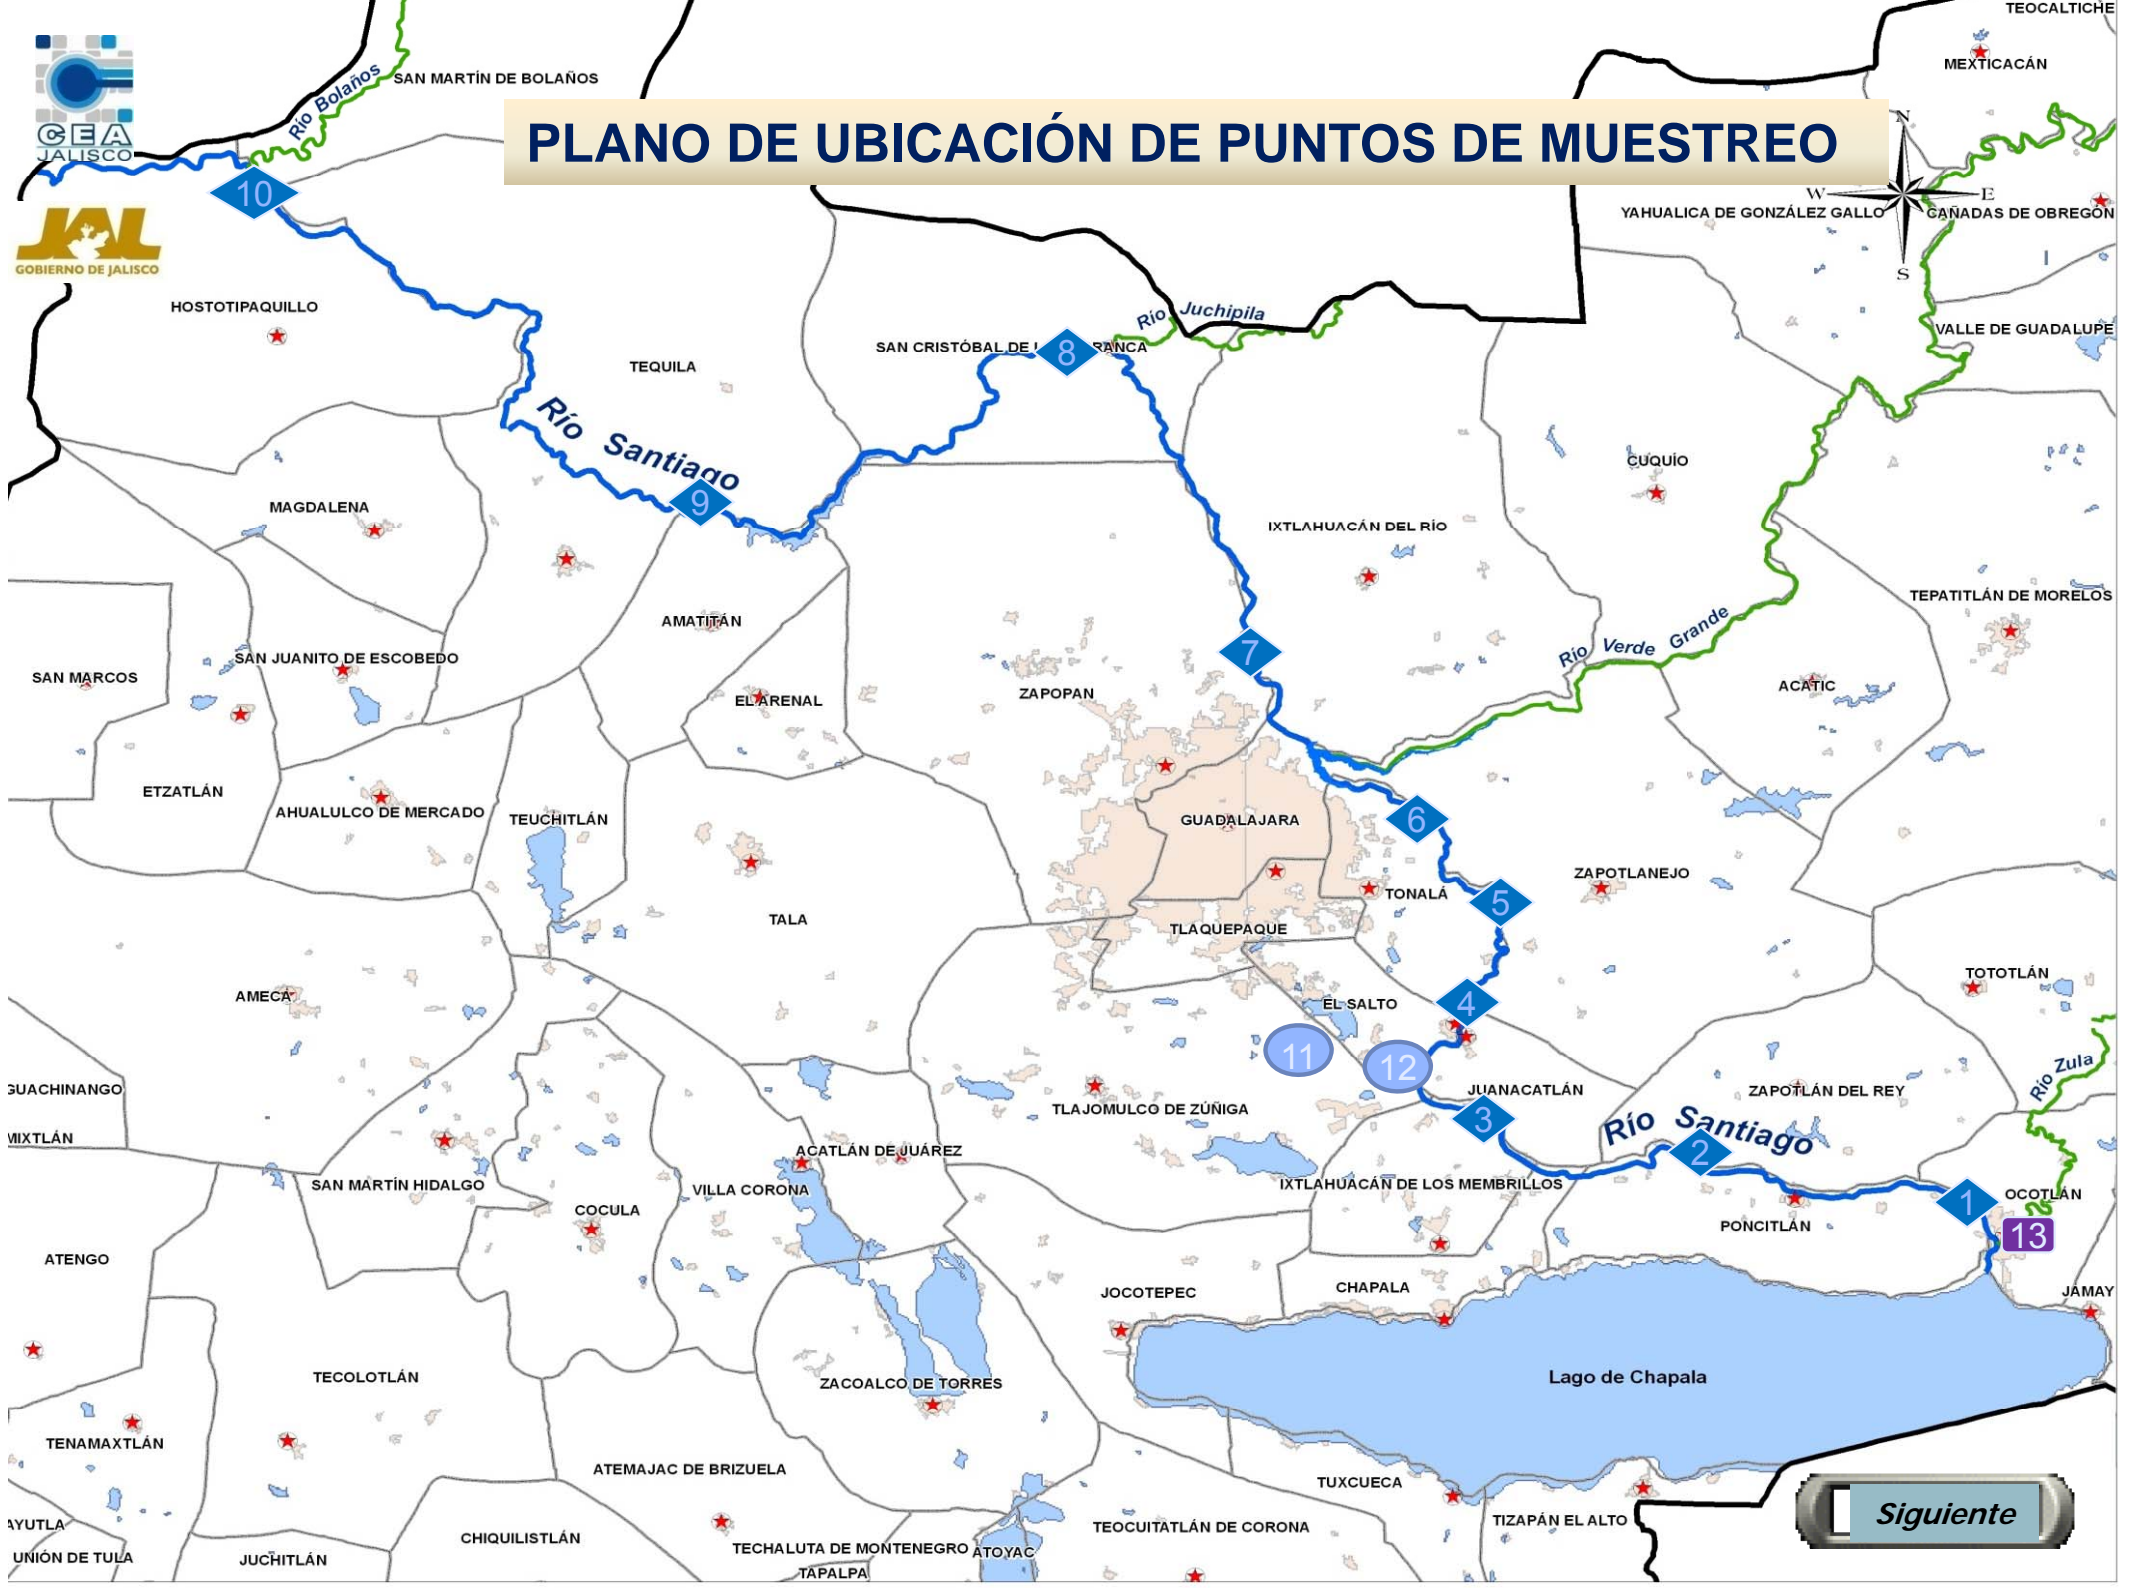 TEOCALTICHE
MEXTICACÁN
SAN MARTÍN DE BOLAÑOS
Río Bolaños
CEA
JALISCO
PLANO DE UBICACIÓN DE PUNTOS DE MUESTREO
N
W E
S
10
YAHUALICA DE GONZÁLEZ GALLO
CAÑADAS DE OBREGÓN
JAL
GOBIERNO DE JALISCO
HOSTOTIPAQUILLO
Río Juchipila
VALLE DE GUADALUPE
SAN CRISTÓBAL DE L
8
RANCA
TEQUILA
Río Santiago
CUQUÍO
9
MAGDALENA
IXTLAHUACÁN DEL RÍO
TEPATITLÁN DE MORELOS
AMATITÁN
Río Verde Grande
7
SAN JUANITO DE ESCOBEDO
SAN MARCOS
ZAPOPAN
ACATIC
EL ARENAL
ETZATLÁN
AHUALULCO DE MERCADO
TEUCHITLÁN
GUADALAJARA
6
ZAPOTLANEJO
TONALÁ
5
TALA
TLAQUEPAQUE
TOTOTLÁN
AMECA
EL SALTO
4
11
12
Río Zula
GUACHINANGO
JUANACATLÁN
ZAPOTLÁN DEL REY
TLAJOMULCO DE ZÚÑIGA
3
Río Santiago
MIXTLÁN
2
ACATLÁN DE JUÁREZ
SAN MARTÍN HIDALGO
VILLA CORONA
IXTLAHUACÁN DE LOS MEMBRILLOS
1
OCOTLÁN
COCULA
PONCITLÁN
13
ATENGO
CHAPALA
JOCOTEPEC
JÁMAY
TECOLOTLÁN
Lago de Chapala
ZACOALCO DE TORRES
TENAMAXTLÁN
ATEMAJAC DE BRIZUELA
TUXCUECA
Siguiente
TIZAPÁN EL ALTO
AYUTLA
TEOCUITATLÁN DE CORONA
CHIQUILISTLÁN
TECHALUTA DE MONTENEGRO
ATOYAC
UNIÓN DE TULA
JUCHITLÁN
TAPALPA